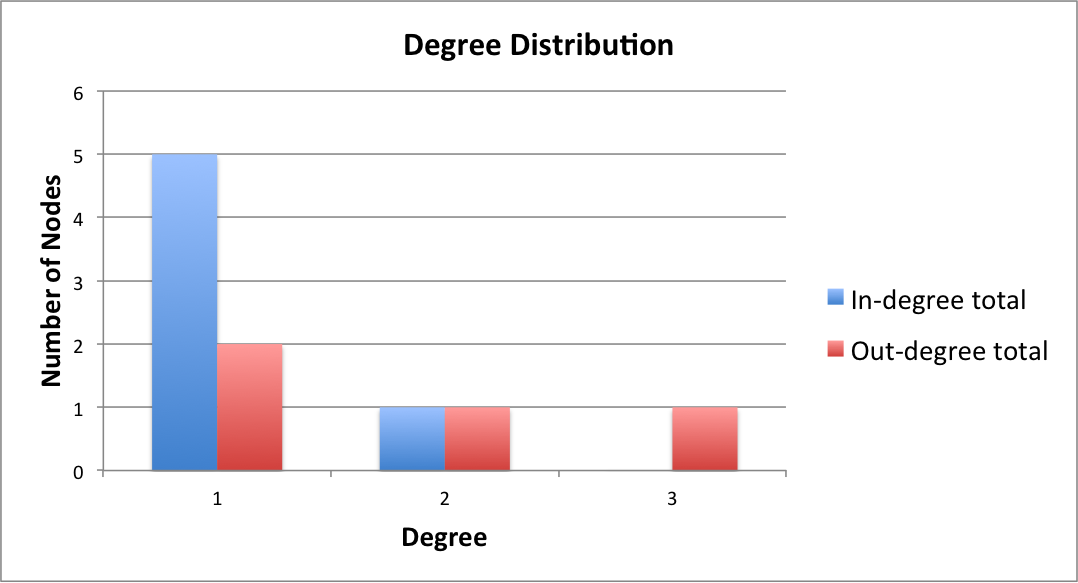 Degree Distribution
6
5
4
3
2
1
0
Number of Nodes
1 2 3
Degree
In-degree total
Out-degree total